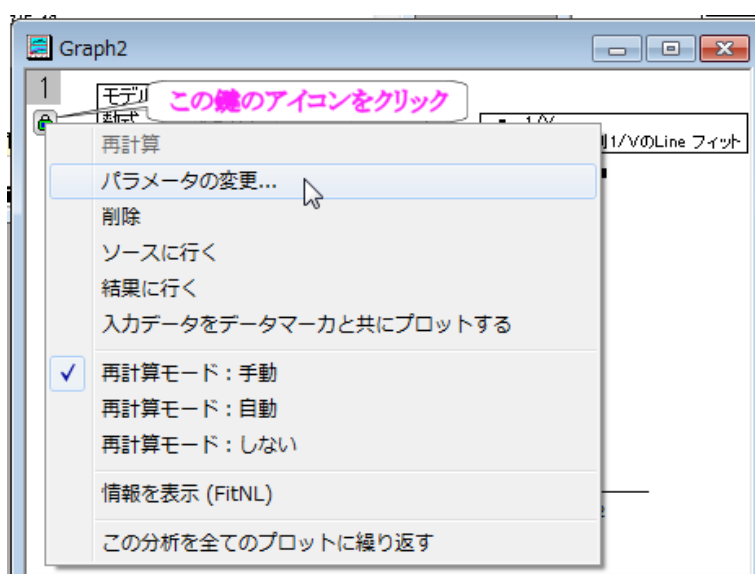 Graph2
1
モデル
この鍵のアイコンをクリック
1/V
1/VのLine フィット
再計算
パラメータの変更...
削除
ソースに行く
結果に行く
入力データをデータマーカと共にプロットする
✓ 再計算モード：手動
再計算モード：自動
再計算モード：しない
情報を表示 (FitNL)
この分析を全てのプロットに繰り返す